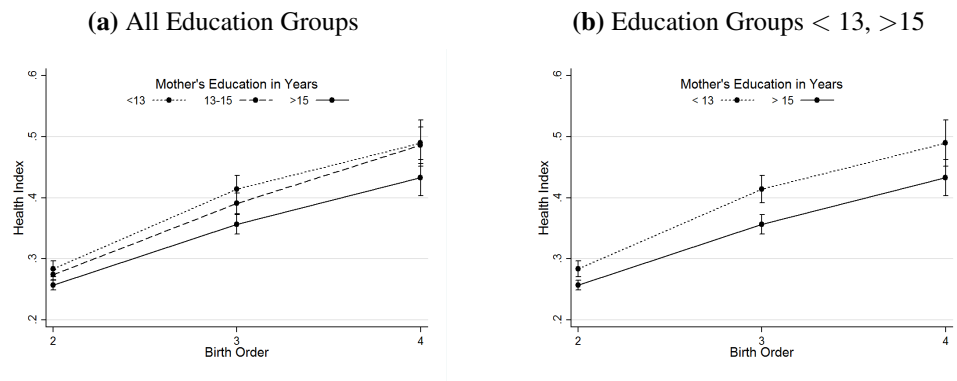 (a) All Education Groups
Mother's Education in Years
<13 13-15 >15
.6
.5
.4
.3
.2
Health Index
2 3 4
Birth Order
(b) Education Groups < 13, >15
Mother's Education in Years
< 13 > 15
.6
.5
.4
.3
.2
Health Index
2 3 4
Birth Order